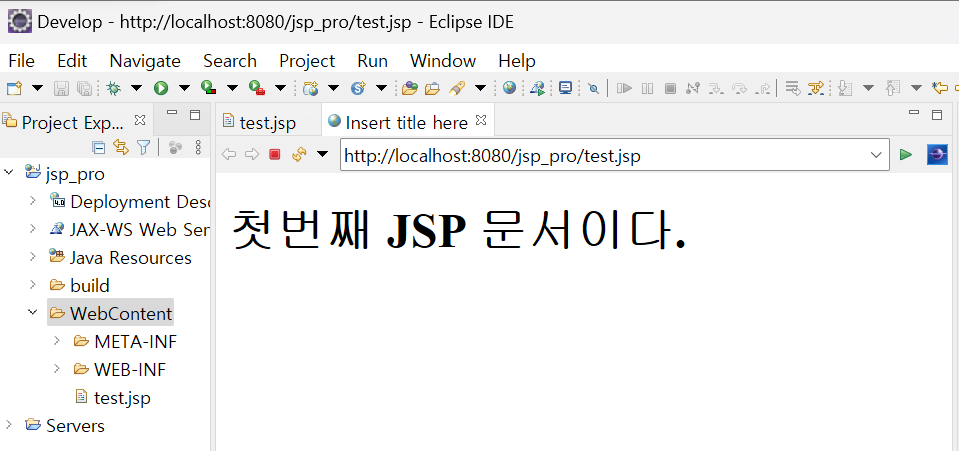 Develop - http://localhost:8080/jsp_pro/test.jsp - Eclipse IDE
File Edit Navigate Search Project Run Window Help
Project Exp...
test.jsp
Insert title here
http://localhost:8080/jsp_pro/test.jsp
jsp_pro
Deployment Des
JAX-WS Web Ser
Java Resources
build
WebContent
META-INF
WEB-INF
test.jsp
Servers
첫번째 JSP 문서이다.